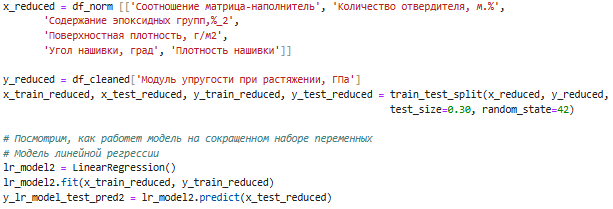 x_reduced = df_norm [['Соотношение матрица-наполнитель', 'Количество отвердителя, м.%',
'Содержание эпоксидных групп,%_2',
'Поверхностная плотность, г/м2',
'Угол нашивки, град', 'Плотность нашивки']]
y_reduced = df_cleaned['Модуль упругости при растяжении, ГПа']
x_train_reduced, x_test_reduced, y_train_reduced, y_test_reduced = train_test_split(x_reduced, y_reduced,
test_size=0.30, random_state=42)
# Посмотрим, как работет модель на сокращенном наборе переменных
# Модель линейной регрессии
lr_model2 = LinearRegression()
lr_model2.fit(x_train_reduced, y_train_reduced)
y_lr_model_test_pred2 = lr_model2.predict(x_test_reduced)